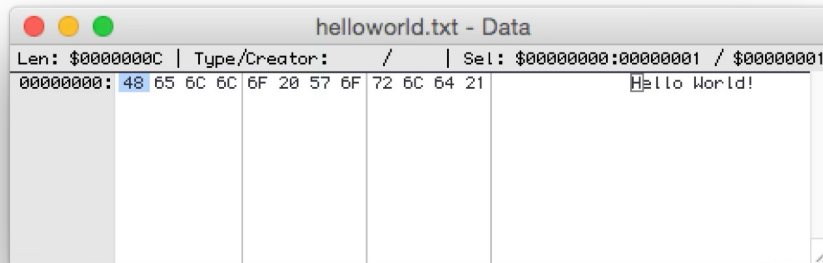 helloworld.txt - Data
Len: $0000000C | Type/Creator: / | Sel: $00000000:00000001 / $00000001
00000000: 48 65 6C 6C 6F 20 57 6F 72 6C 64 21 Hello World!